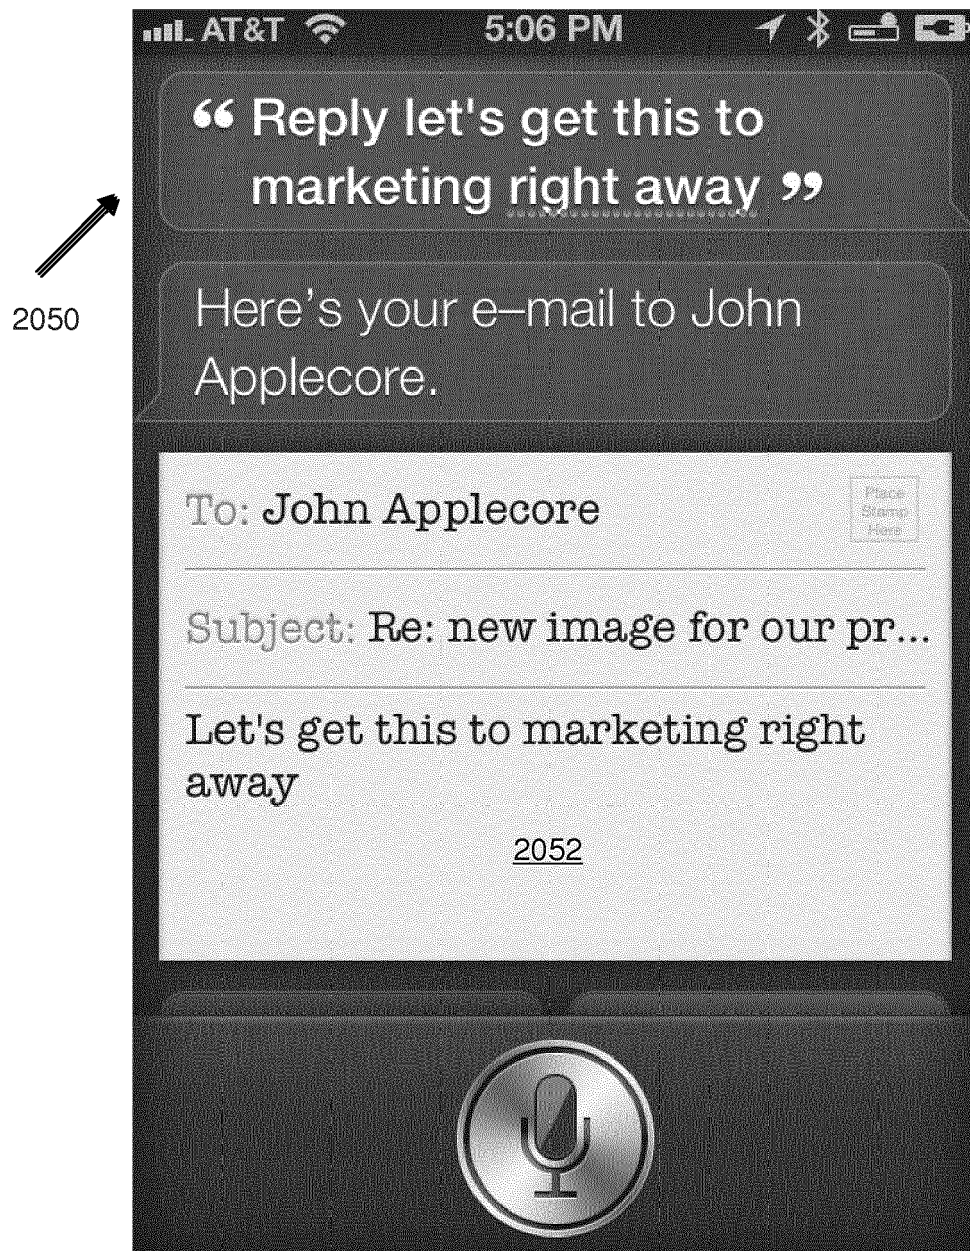 AT&T 5:06 PM
“ Reply let's get this to
marketing right away ”
2050
Here’s your e–mail to John
Applecore.
To: John Applecore
Place
Stamp
Here
Subject: Re: new image for our pr...
Let's get this to marketing right
away
2052